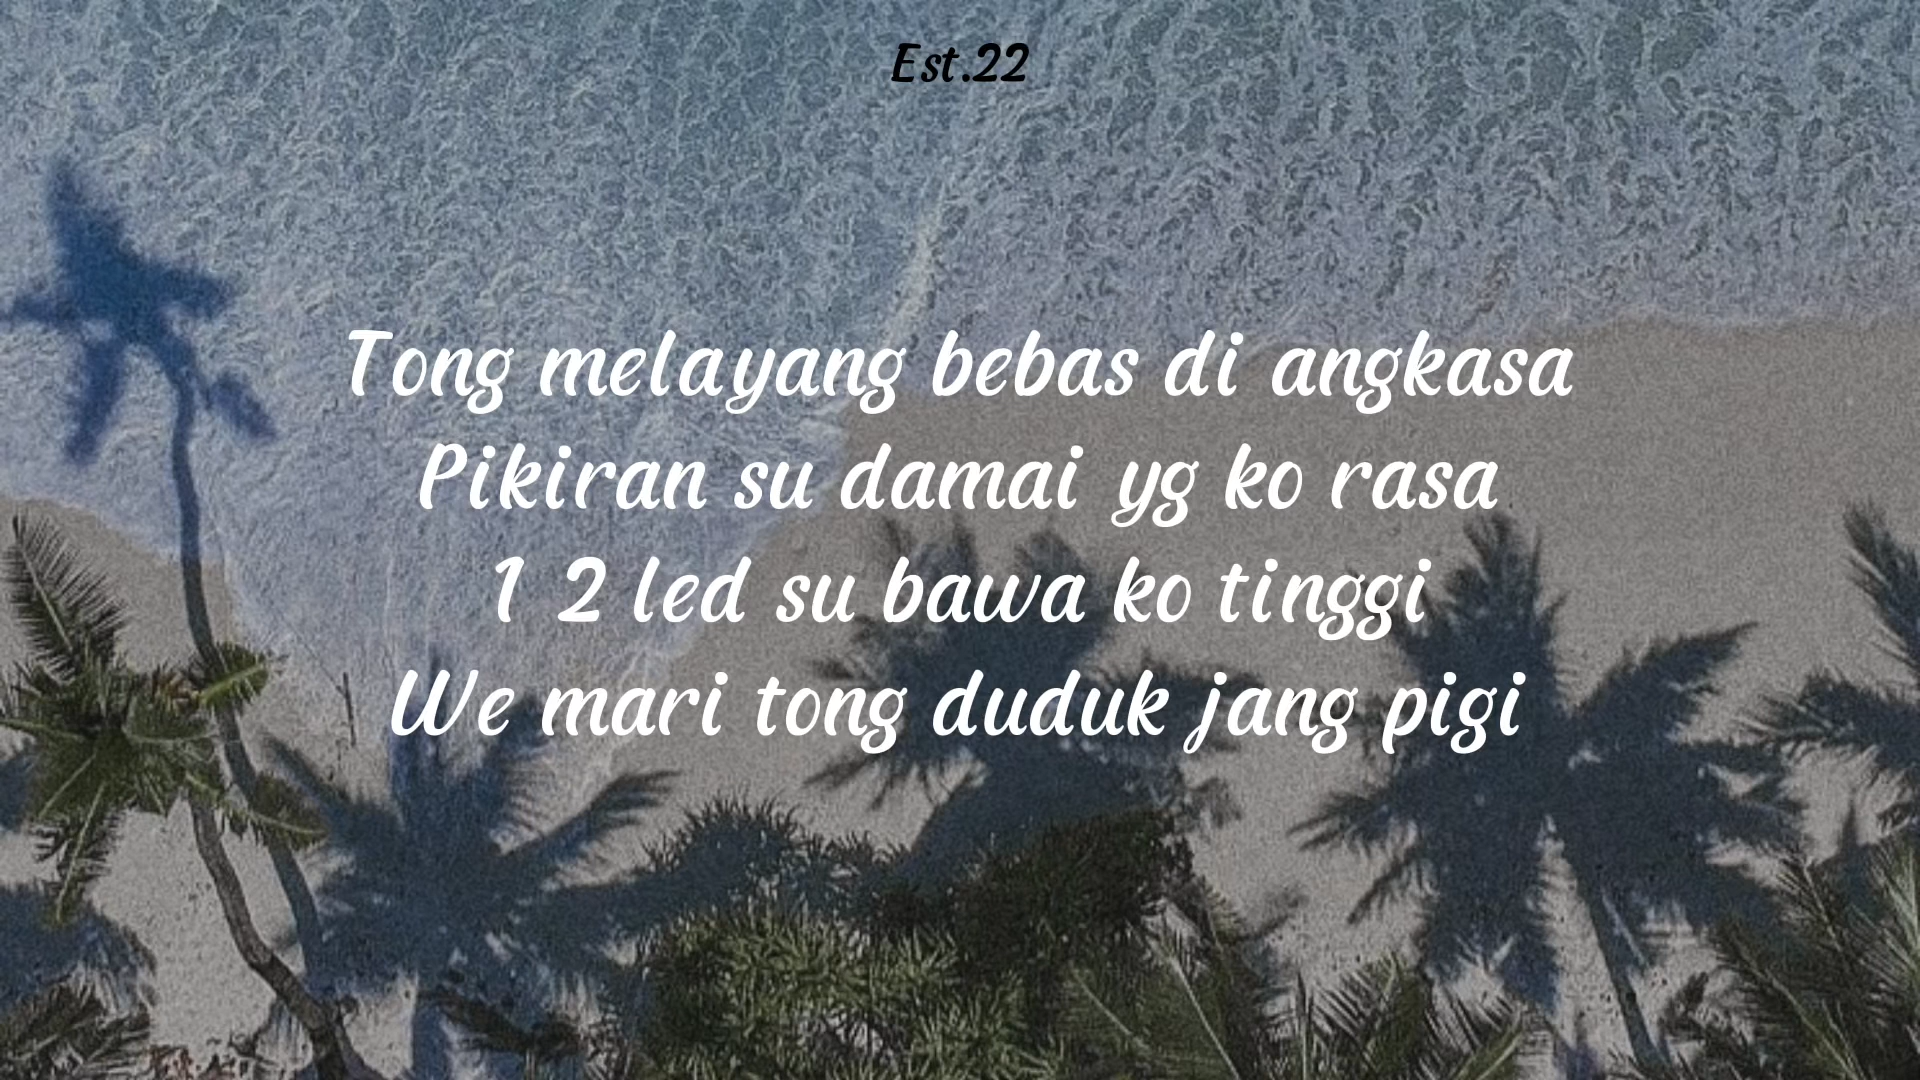 Est.22
Tong melayang bebas di angkasa
Pikiran su damai yg ko rasa
1 2 led su bawa ko tinggi
We mari tong duduk jang pigi